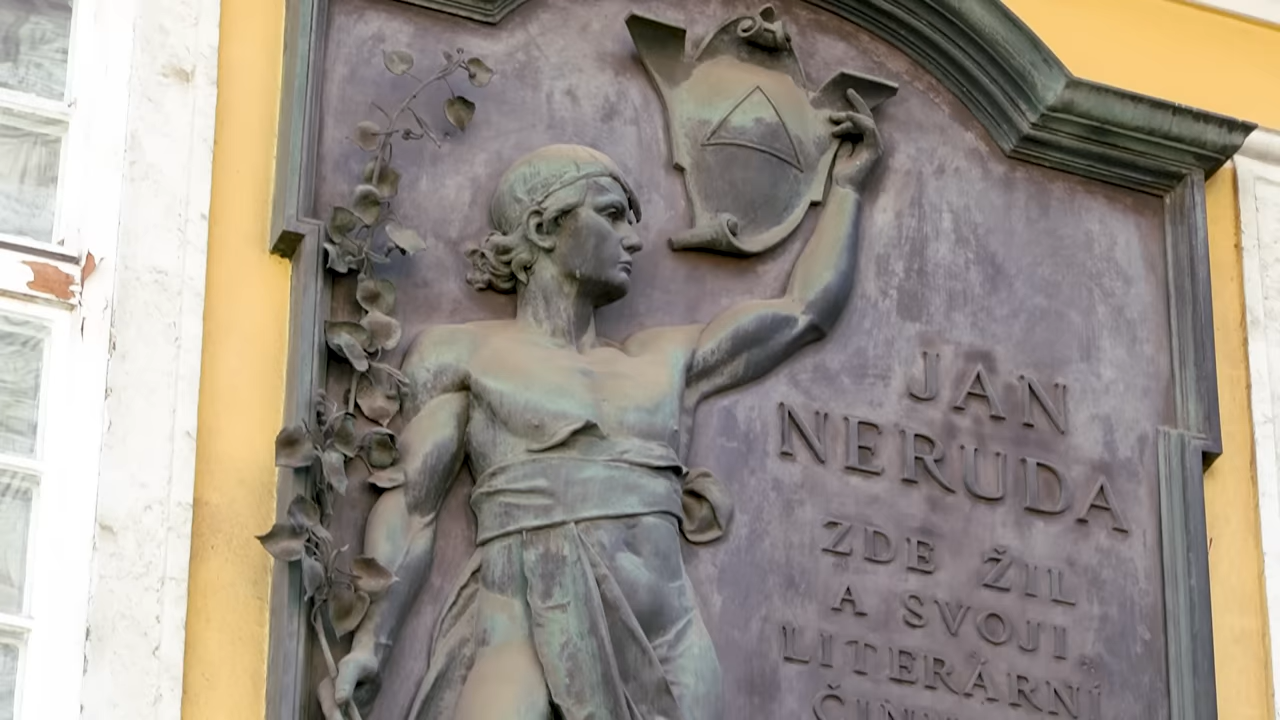 JAN
NERUDA
ZDE ŽIL
A SVOJI
LITERÁRNÍ